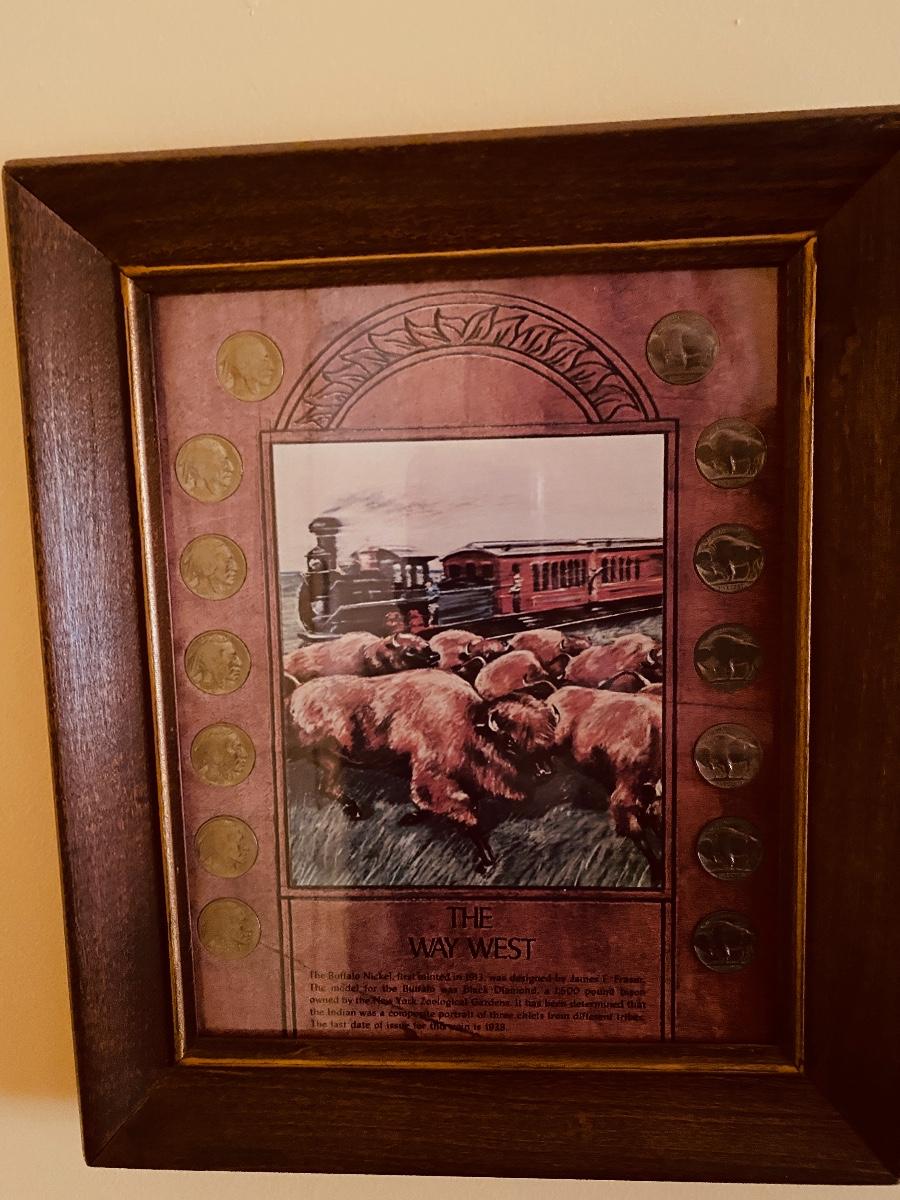 THE
WAY WEST
The Buffalo Nickel, first minted in 1913, was designed by James E. Fraser.
The model for the Buffalo was Black Diamond, a 1,500 pound bison
owned by the New York Zoological Gardens. It has been determined that
the Indian was a composite portrait of three chiefs from different tribes.
The last date of issue for this coin is 1938.